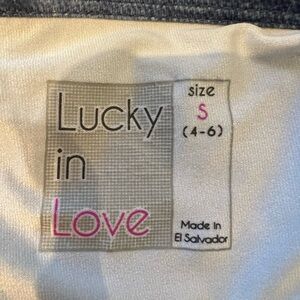 Lucky
in
Love
size
S
(4-6)
Made In
El Salvador